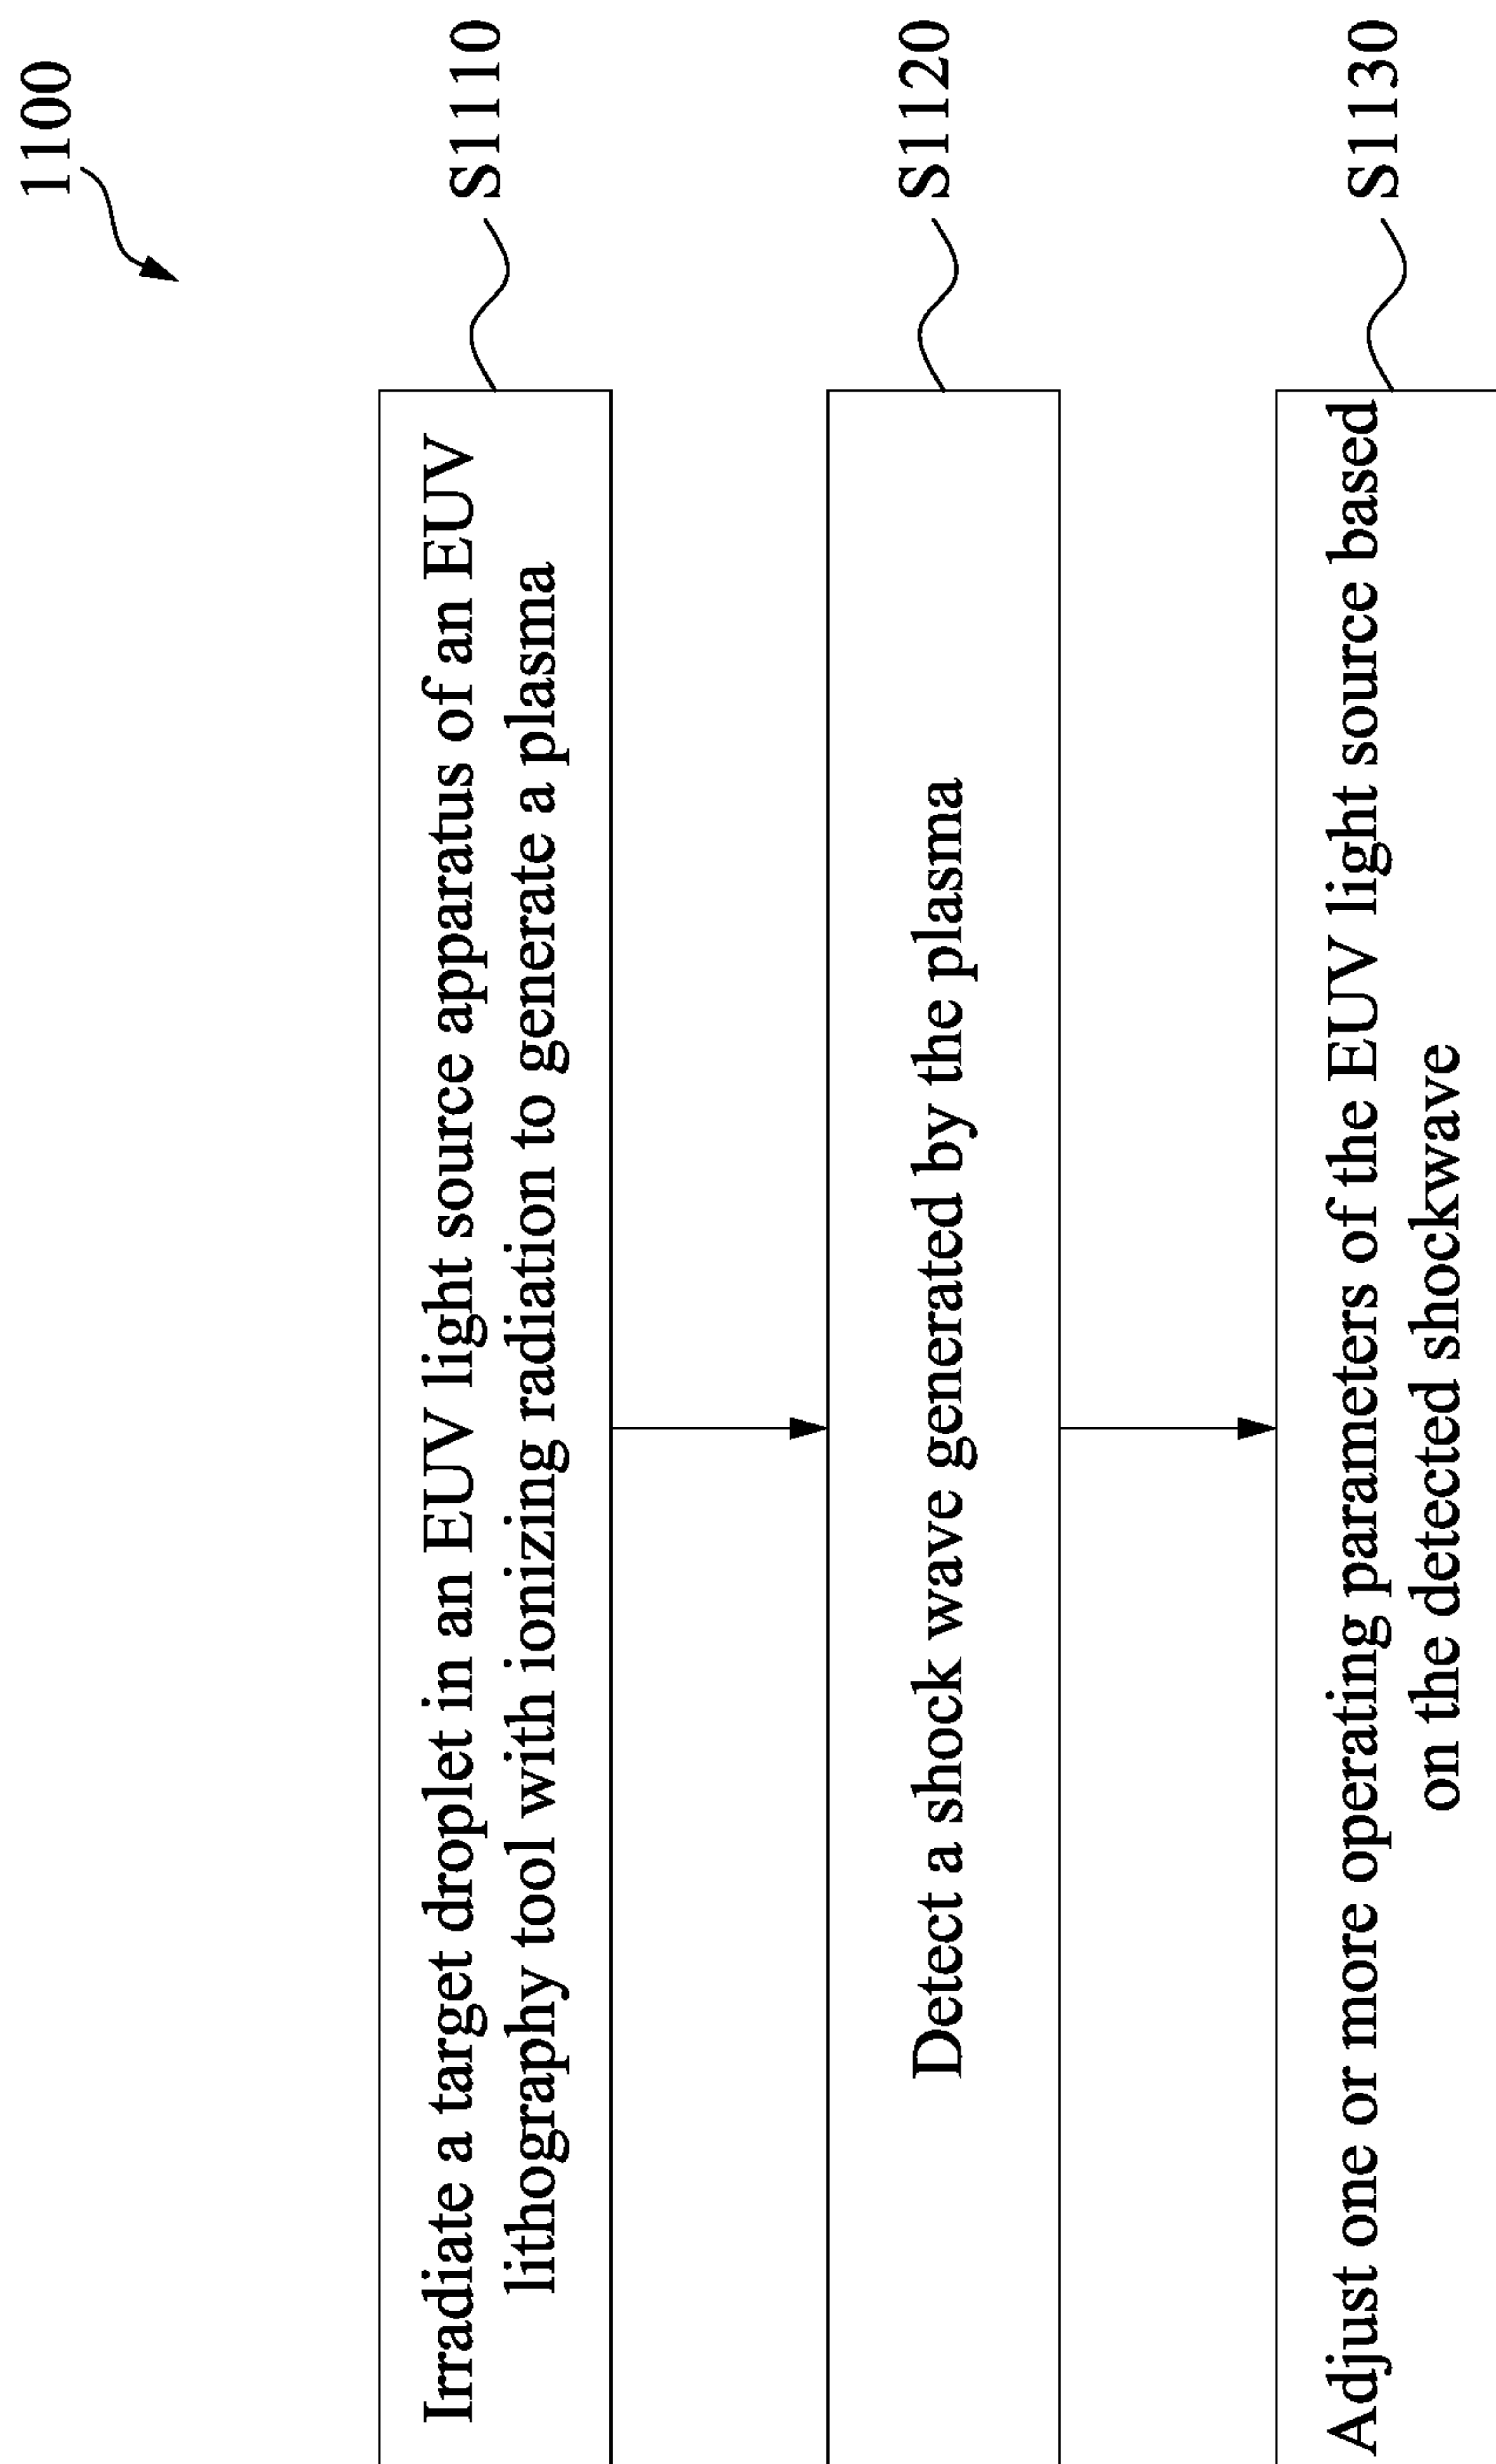 1100
Irradiate a target droplet in an EUV light source apparatus of an EUV
lithography tool with ionizing radiation to generate a plasma
S1110
Detect a shock wave generated by the plasma
S1120
Adjust one or more operating parameters of the EUV light source based
on the detected shockwave
S1130